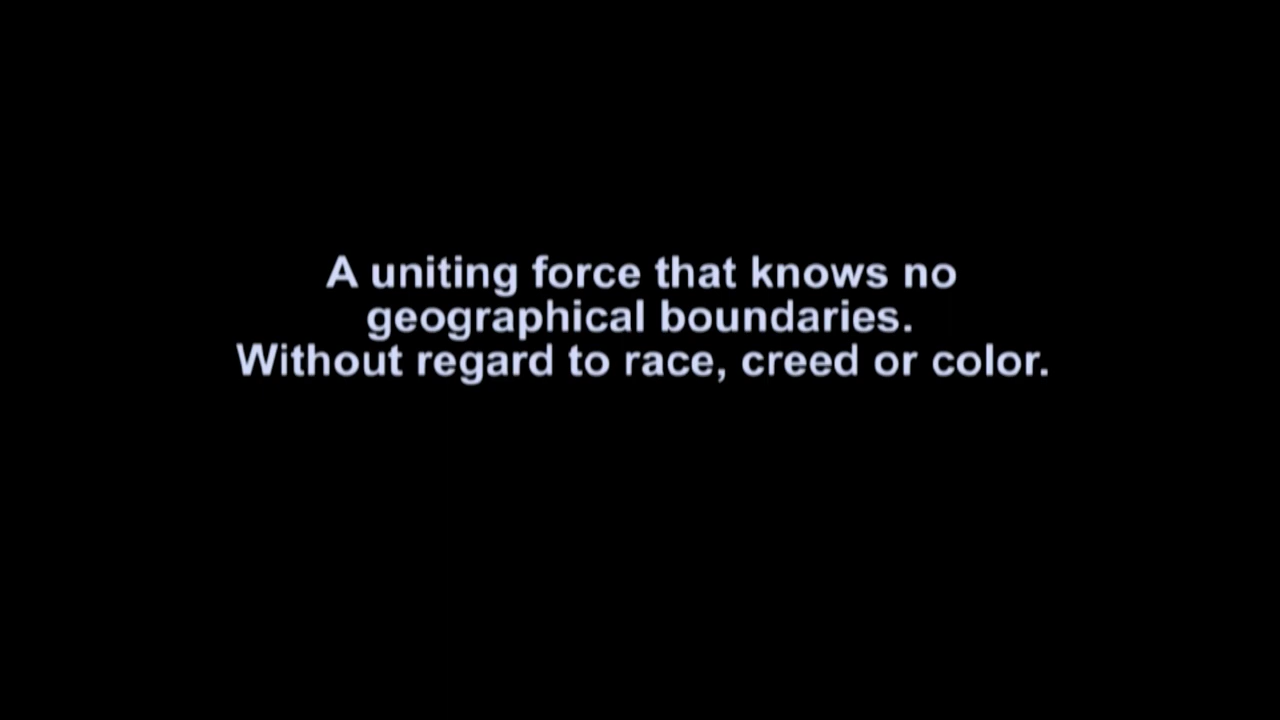 A uniting force that knows no
geographical boundaries.
Without regard to race, creed or color.